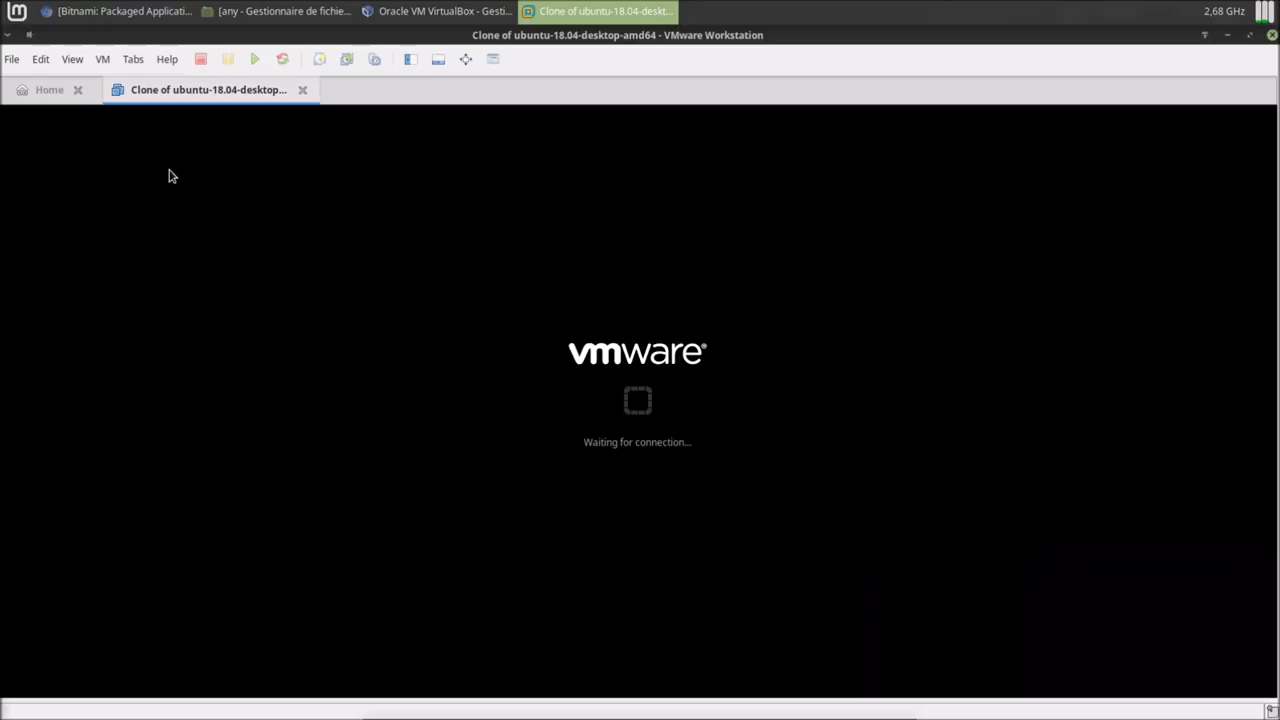 [Bitnami: Packaged Applicati... [any - Gestionnaire de fichie... Oracle VM VirtualBox - Gesti... Clone of ubuntu-18.04-deskt... 2,68 GHz
Clone of ubuntu-18.04-desktop-amd64 - VMware Workstation
File Edit View VM Tabs Help
Home Clone of ubuntu-18.04-desktop...
vmware®
Waiting for connection...